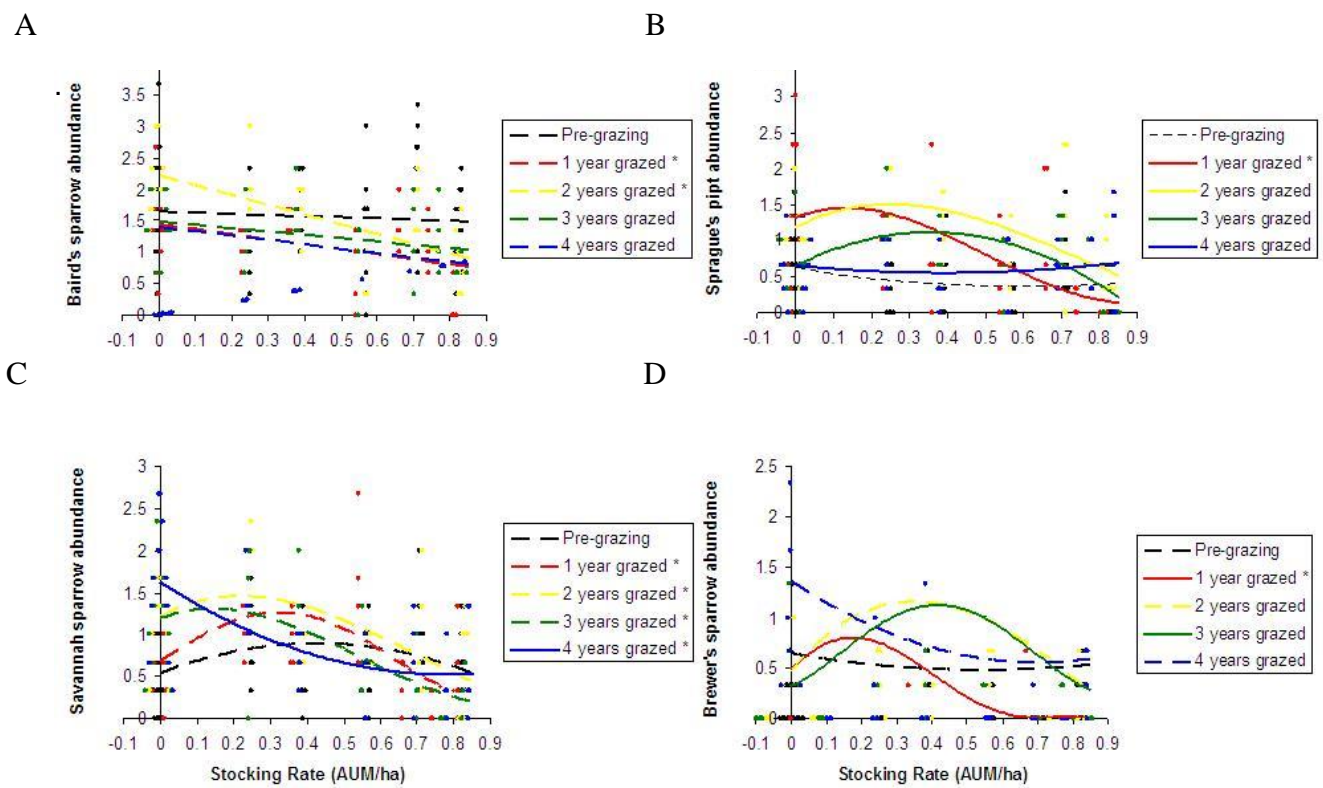 A
B
Baird's sparrow abundance
3.5
3
2.5
2
1.5
1
0.5
0
-0.1 0 0.1 0.2 0.3 0.4 0.5 0.6 0.7 0.8 0.9
Pre-grazing
1 year grazed *
2 years grazed *
3 years grazed
4 years grazed
Sprague's pipt abundance
3
2.5
2
1.5
1
0.5
0
-0.1 0 0.1 0.2 0.3 0.4 0.5 0.6 0.7 0.8 0.9
Pre-grazing
1 year grazed *
2 years grazed
3 years grazed
4 years grazed
C
D
Savannah sparrow abundance
3
2.5
2
1.5
1
0.5
0
-0.1 0 0.1 0.2 0.3 0.4 0.5 0.6 0.7 0.8 0.9
Stocking Rate (AUM/ha)
Pre-grazing
1 year grazed *
2 years grazed *
3 years grazed *
4 years grazed *
Brewer's sparrow abundance
2.5
2
1.5
1
0.5
0
-0.1 0 0.1 0.2 0.3 0.4 0.5 0.6 0.7 0.8 0.9
Stocking Rate (AUM/ha)
Pre-grazing
1 year grazed *
2 years grazed
3 years grazed
4 years grazed